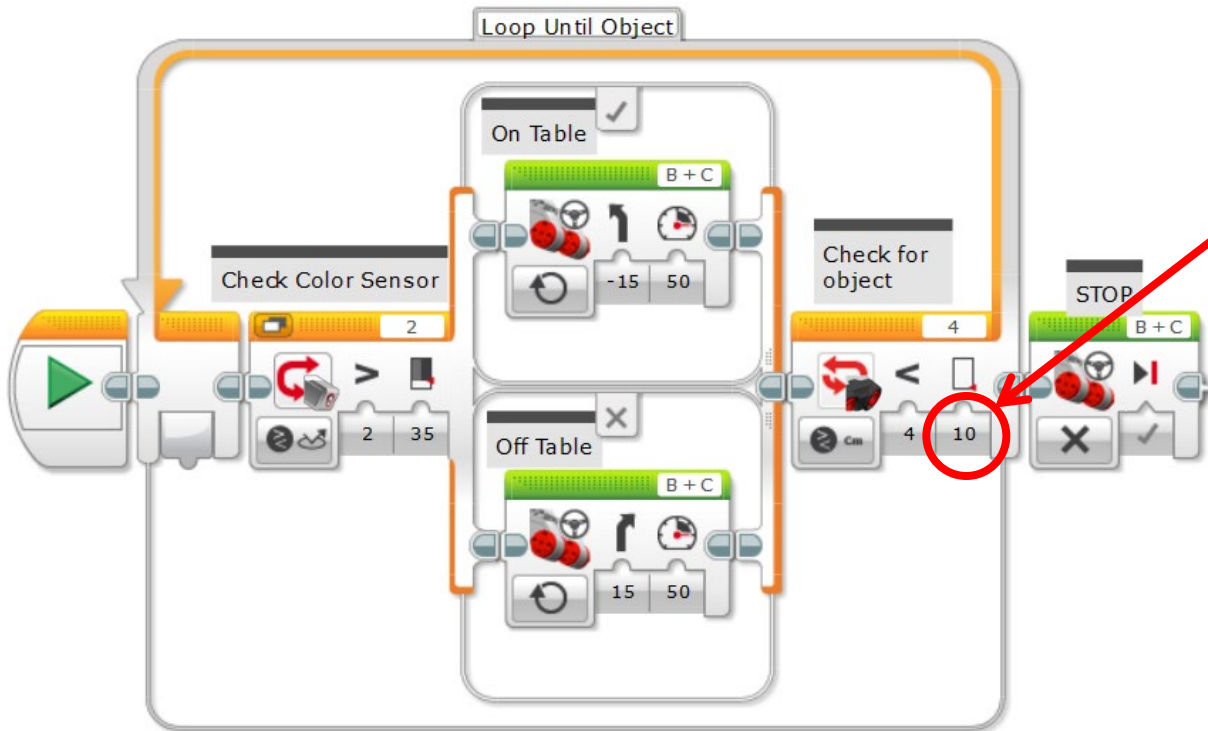 Loop Until Object
On Table
B + C
-15 50
Check Color Sensor
2
2 35
Off Table
B + C
15 50
Check for
object
4
Cm
4 10
STOP
B + C